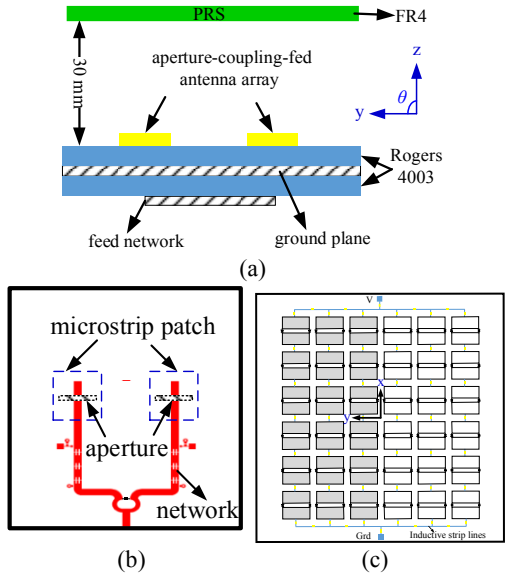 PRS
FR4
30 mm
aperture-coupling-fed
antenna array
z
θ
y
Rogers
4003
feed network
ground plane
(a)
microstrip patch
aperture
network
(b)
V
x
y
Grd
Inductive strip lines
(c)